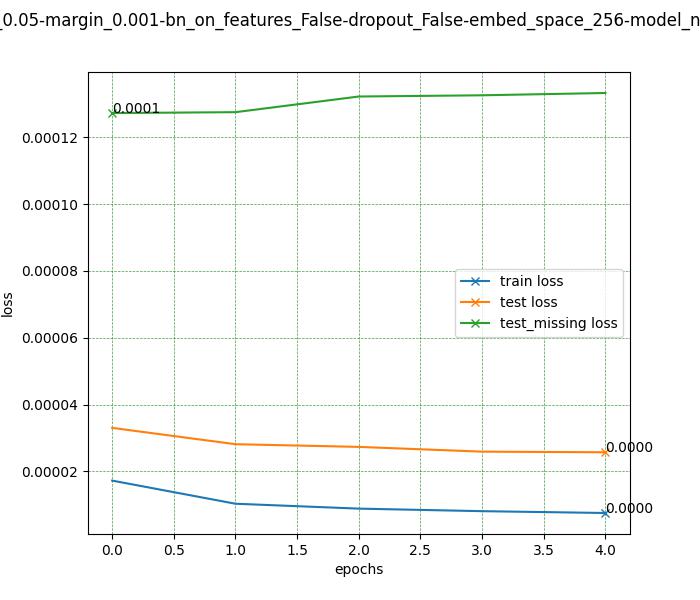 _0.05-margin_0.001-bn_on_features_False-dropout_False-embed_space_256-model_n
0.0001
0.00012
0.00010
0.00008
0.00006
0.00004
0.00002
loss
train loss
test loss
test_missing loss
0.0000
0.0000
0.0 0.5 1.0 1.5 2.0 2.5 3.0 3.5 4.0
epochs